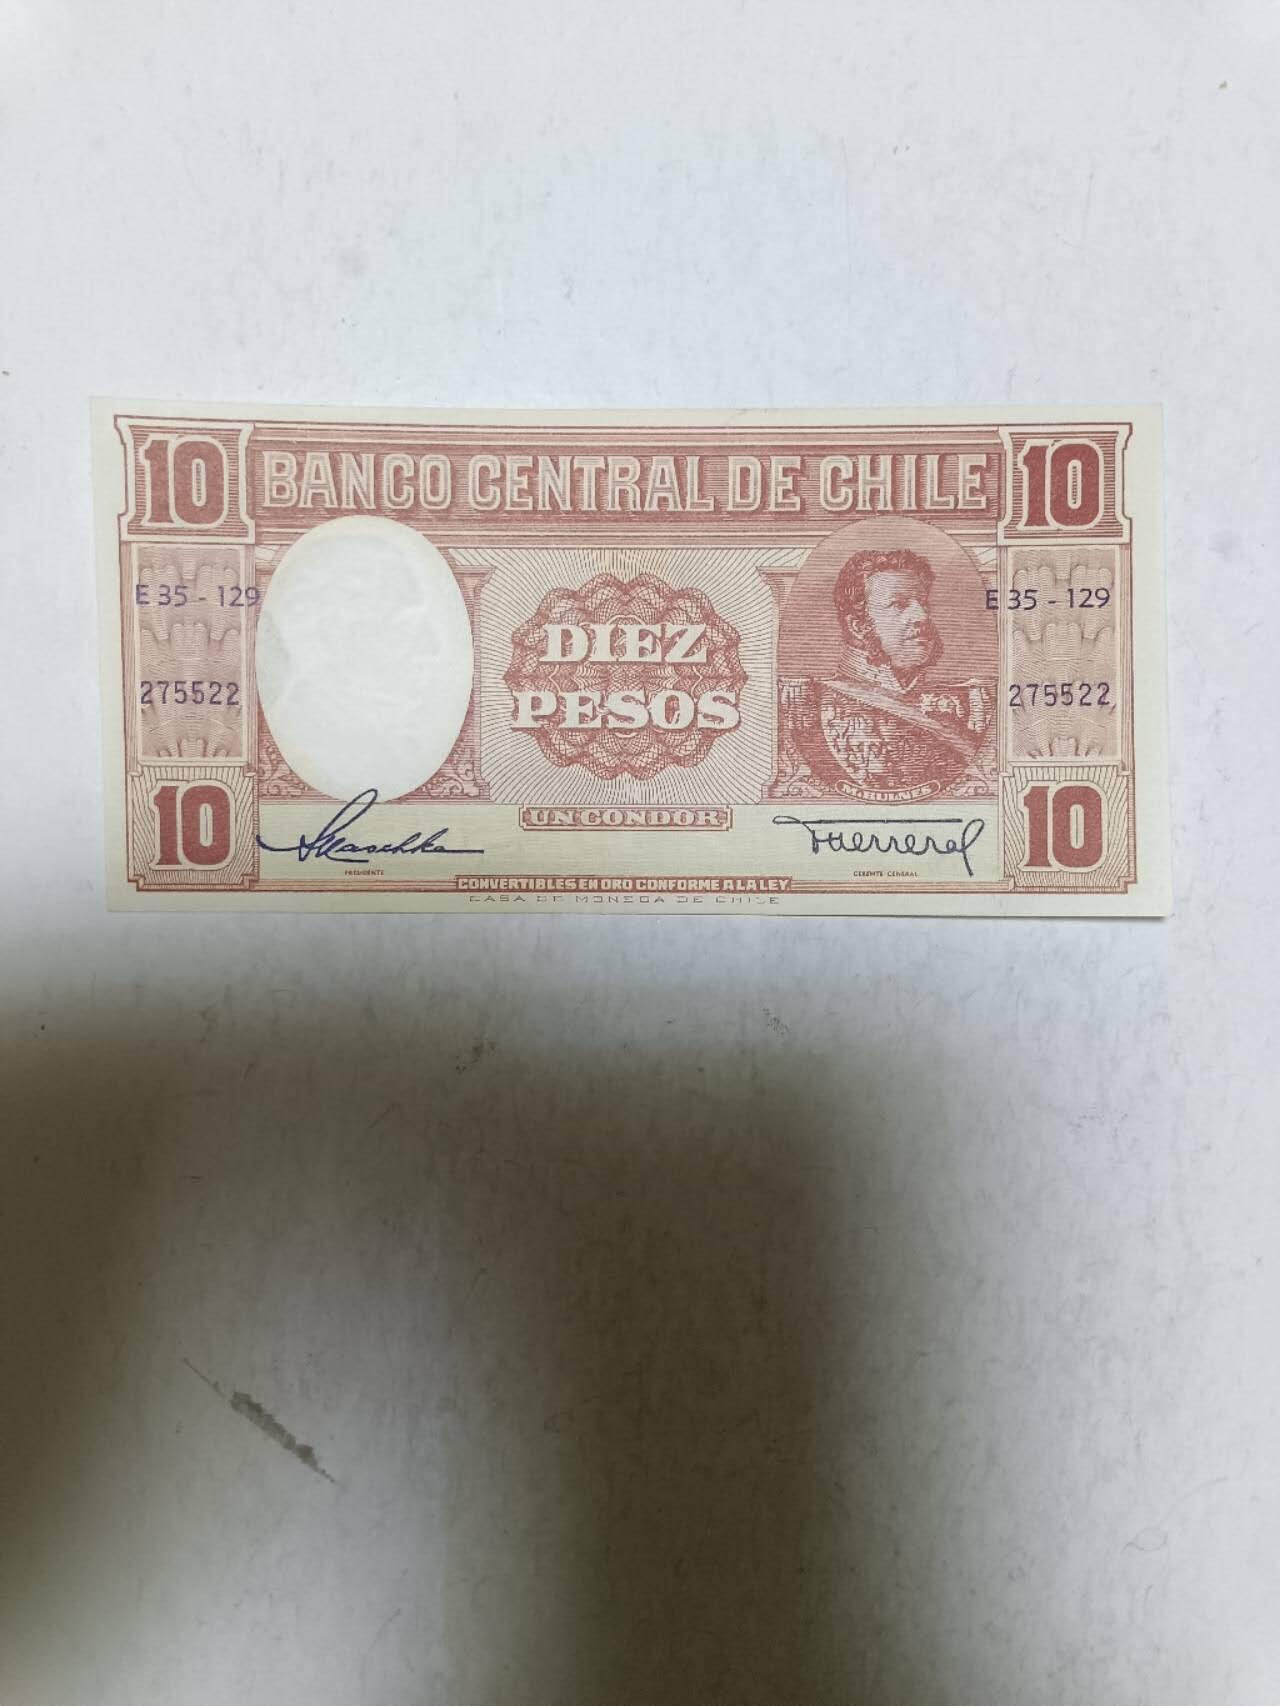 10 BANCO CENTRAL DE CHILE 10
E 35 - 129 E 35 - 129
DIEZ
275522 275522
PESOS
M. BULNES
10 UN CONDOR 10
PRESIDENTE GERENTE GENERAL
CONVERTIBLES EN ORO CONFORME A LA LEY
CASA DE MONEDA DE CHILE